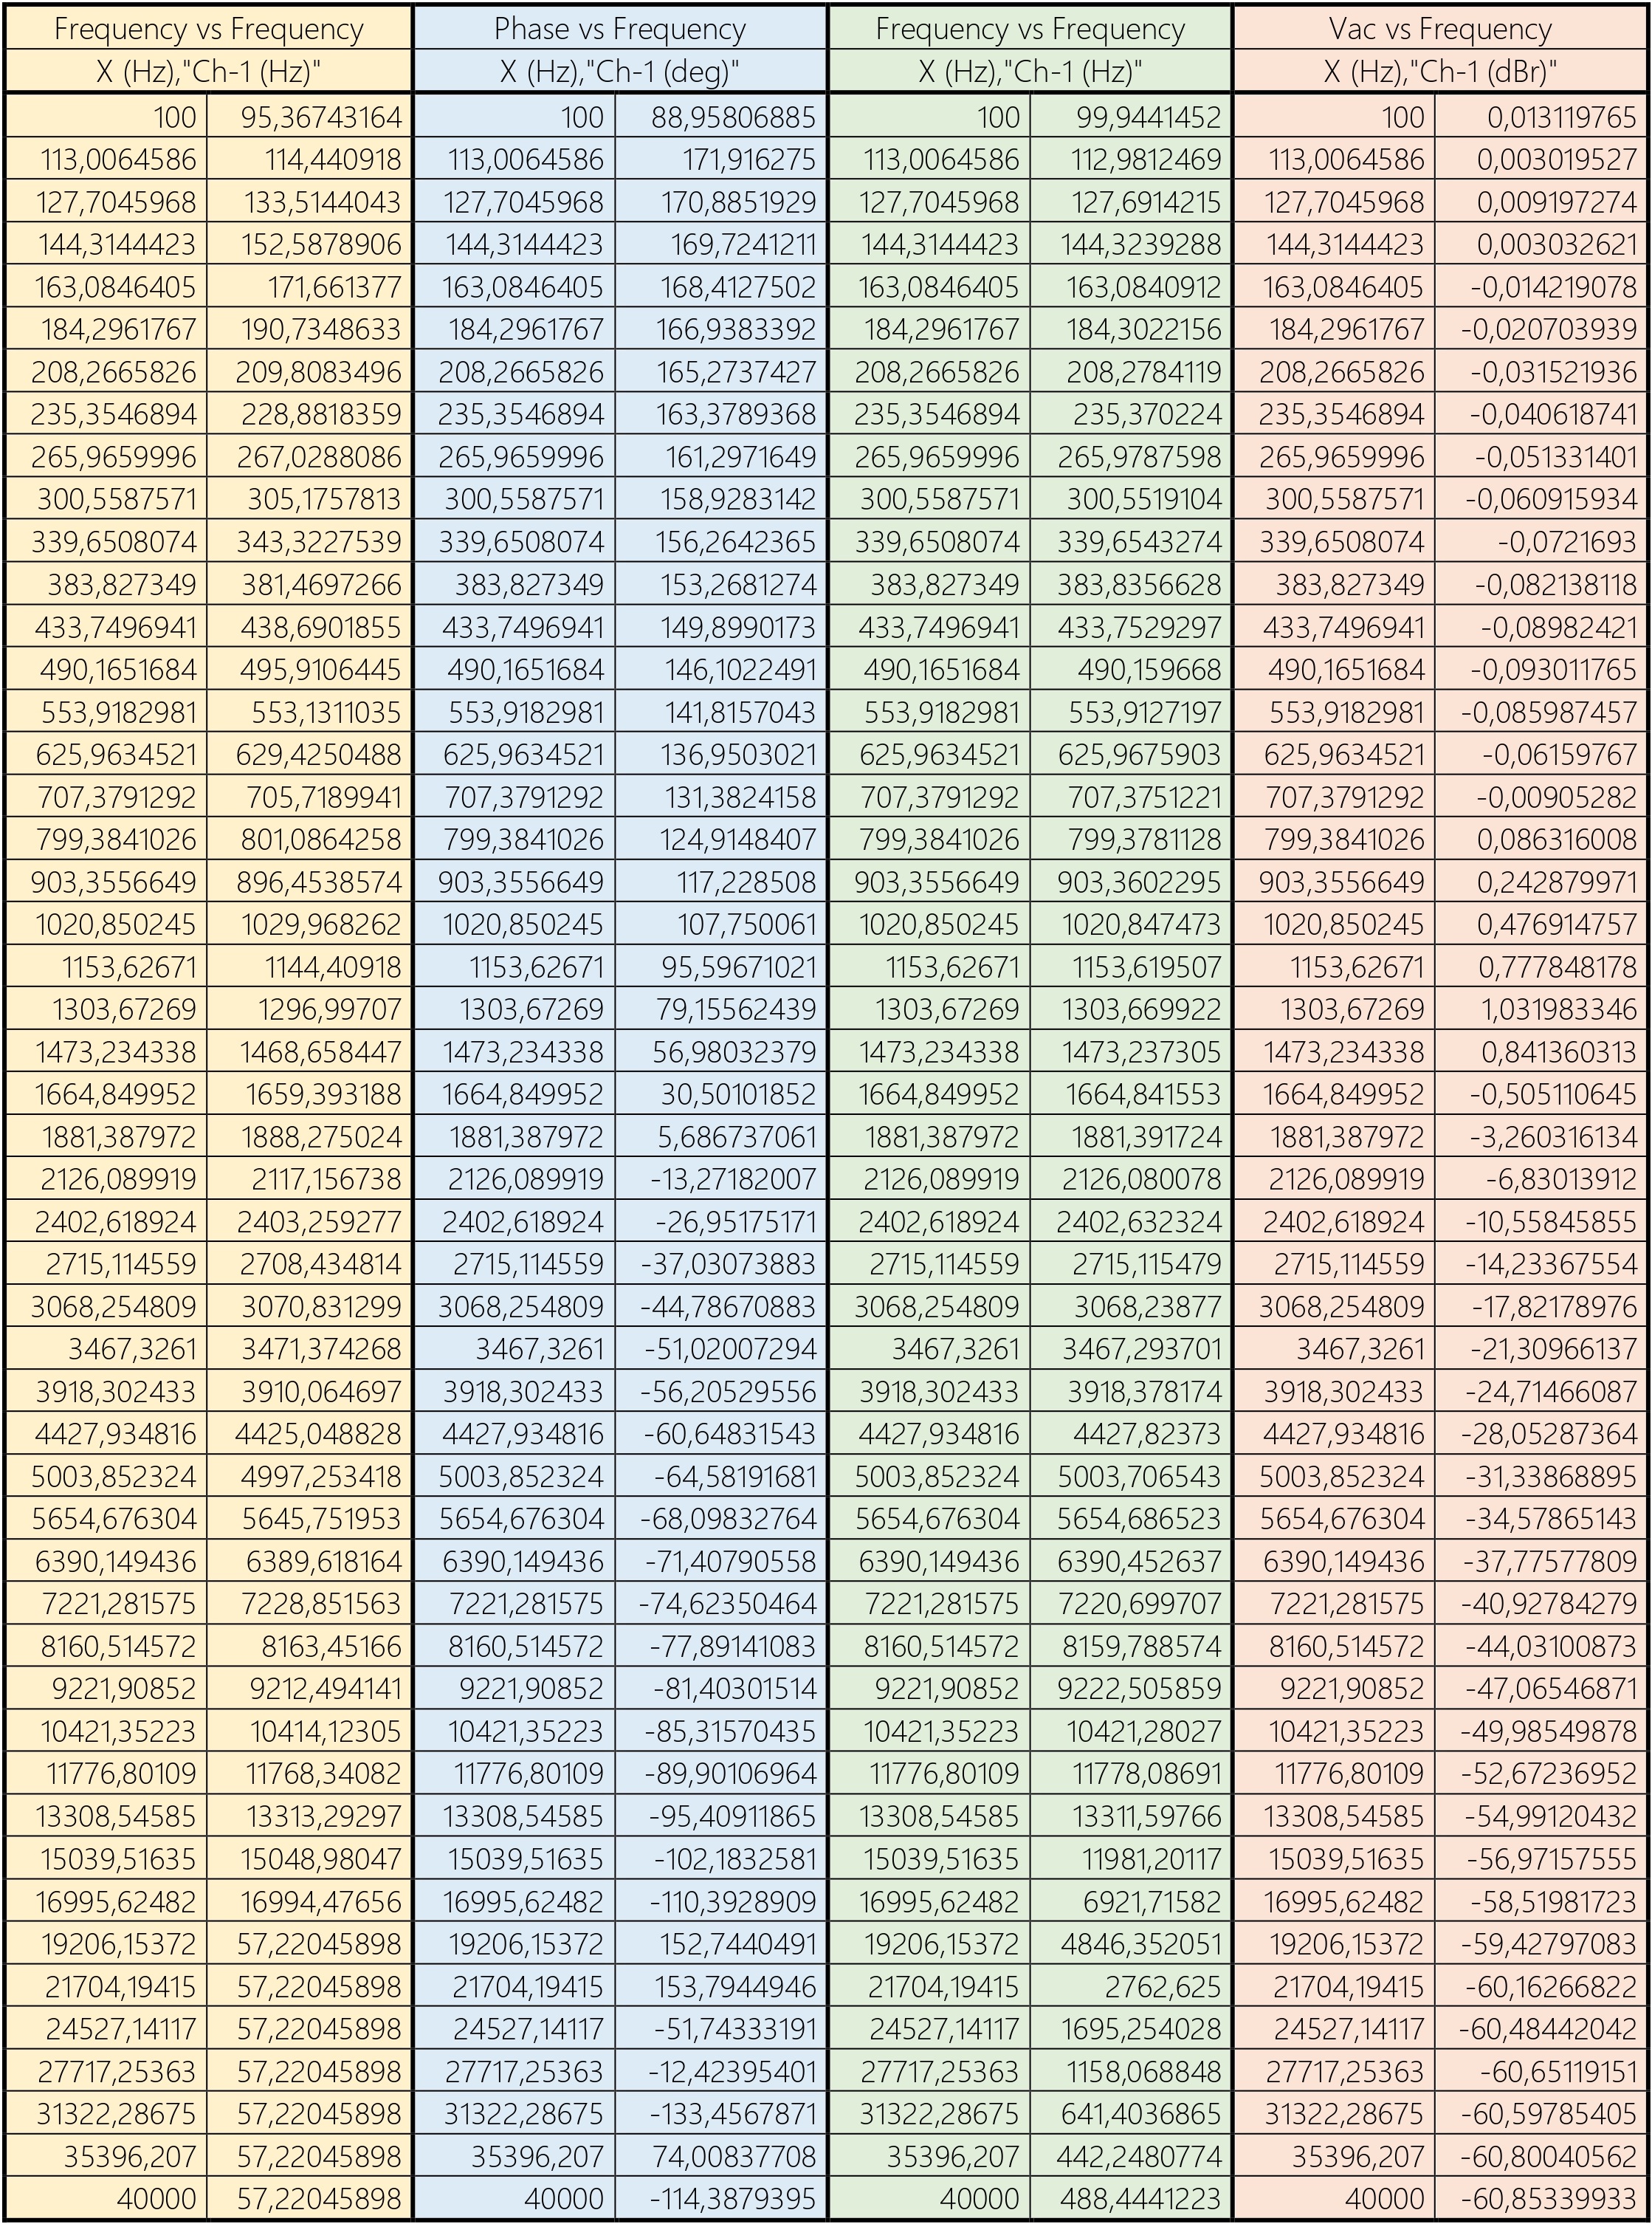 Frequency vs Frequency Phase vs Frequency Frequency vs Frequency Vac vs Frequency
X (Hz),"Ch-1 (Hz)" X (Hz),"Ch-1 (deg)" X (Hz),"Ch-1 (Hz)" X (Hz),"Ch-1 (dBr)"
100 95,36743164 100 88,95806885 100 99,9441452 100 0,013119765
113,0064586 114,440918 113,0064586 171,916275 113,0064586 112,9812469 113,0064586 0,003019527
127,7045968 133,5144043 127,7045968 170,8851929 127,7045968 127,6914215 127,7045968 0,009197274
144,3144423 152,5878906 144,3144423 169,7241211 144,3144423 144,3239288 144,3144423 0,003032621
163,0846405 171,661377 163,0846405 168,4127502 163,0846405 163,0840912 163,0846405 -0,014219078
184,2961767 190,7348633 184,2961767 166,9383392 184,2961767 184,3022156 184,2961767 -0,020703939
208,2665826 209,8083496 208,2665826 165,2737427 208,2665826 208,2784119 208,2665826 -0,031521936
235,3546894 228,8818359 235,3546894 163,3789368 235,3546894 235,370224 235,3546894 -0,040618741
265,9659996 267,0288086 265,9659996 161,2971649 265,9659996 265,9787598 265,9659996 -0,051331401
300,5587571 305,1757813 300,5587571 158,9283142 300,5587571 300,5519104 300,5587571 -0,060915934
339,6508074 343,3227539 339,6508074 156,2642365 339,6508074 339,6543274 339,6508074 -0,0721693
383,827349 381,4697266 383,827349 153,2681274 383,827349 383,8356628 383,827349 -0,082138118
433,7496941 438,6901855 433,7496941 149,8990173 433,7496941 433,7529297 433,7496941 -0,08982421
490,1651684 495,9106445 490,1651684 146,1022491 490,1651684 490,159668 490,1651684 -0,093011765
553,9182981 553,1311035 553,9182981 141,8157043 553,9182981 553,9127197 553,9182981 -0,085987457
625,9634521 629,4250488 625,9634521 136,9503021 625,9634521 625,9675903 625,9634521 -0,06159767
707,3791292 705,7189941 707,3791292 131,3824158 707,3791292 707,3751221 707,3791292 -0,00905282
799,3841026 801,0864258 799,3841026 124,9148407 799,3841026 799,3781128 799,3841026 0,086316008
903,3556649 896,4538574 903,3556649 117,228508 903,3556649 903,3602295 903,3556649 0,242879971
1020,850245 1029,968262 1020,850245 107,750061 1020,850245 1020,847473 1020,850245 0,476914757
1153,62671 1144,40918 1153,62671 95,59671021 1153,62671 1153,619507 1153,62671 0,777848178
1303,67269 1296,99707 1303,67269 79,15562439 1303,67269 1303,669922 1303,67269 1,031983346
1473,234338 1468,658447 1473,234338 56,98032379 1473,234338 1473,237305 1473,234338 0,841360313
1664,849952 1659,393188 1664,849952 30,50101852 1664,849952 1664,841553 1664,849952 -0,505110645
1881,387972 1888,275024 1881,387972 5,686737061 1881,387972 1881,391724 1881,387972 -3,260316134
2126,089919 2117,156738 2126,089919 -13,27182007 2126,089919 2126,080078 2126,089919 -6,83013912
2402,618924 2403,259277 2402,618924 -26,95175171 2402,618924 2402,632324 2402,618924 -10,55845855
2715,114559 2708,434814 2715,114559 -37,03073883 2715,114559 2715,115479 2715,114559 -14,23367554
3068,254809 3070,831299 3068,254809 -44,78670883 3068,254809 3068,23877 3068,254809 -17,82178976
3467,3261 3471,374268 3467,3261 -51,02007294 3467,3261 3467,293701 3467,3261 -21,30966137
3918,302433 3910,064697 3918,302433 -56,20529556 3918,302433 3918,378174 3918,302433 -24,71466087
4427,934816 4425,048828 4427,934816 -60,64831543 4427,934816 4427,82373 4427,934816 -28,05287364
5003,852324 4997,253418 5003,852324 -64,58191681 5003,852324 5003,706543 5003,852324 -31,33868895
5654,676304 5645,751953 5654,676304 -68,09832764 5654,676304 5654,686523 5654,676304 -34,57865143
6390,149436 6389,618164 6390,149436 -71,40790558 6390,149436 6390,452637 6390,149436 -37,77577809
7221,281575 7228,851563 7221,281575 -74,62350464 7221,281575 7220,699707 7221,281575 -40,92784279
8160,514572 8163,45166 8160,514572 -77,89141083 8160,514572 8159,788574 8160,514572 -44,03100873
9221,90852 9212,494141 9221,90852 -81,40301514 9221,90852 9222,505859 9221,90852 -47,06546871
10421,35223 10414,12305 10421,35223 -85,31570435 10421,35223 10421,28027 10421,35223 -49,98549878
11776,80109 11768,34082 11776,80109 -89,90106964 11776,80109 11778,08691 11776,80109 -52,67236952
13308,54585 13313,29297 13308,54585 -95,40911865 13308,54585 13311,59766 13308,54585 -54,99120432
15039,51635 15048,98047 15039,51635 -102,1832581 15039,51635 11981,20117 15039,51635 -56,97157555
16995,62482 16994,47656 16995,62482 -110,3928909 16995,62482 6921,71582 16995,62482 -58,51981723
19206,15372 57,22045898 19206,15372 152,7440491 19206,15372 4846,352051 19206,15372 -59,42797083
21704,19415 57,22045898 21704,19415 153,7944946 21704,19415 2762,625 21704,19415 -60,16266822
24527,14117 57,22045898 24527,14117 -51,74333191 24527,14117 1695,254028 24527,14117 -60,48442042
27717,25363 57,22045898 27717,25363 -12,42395401 27717,25363 1158,068848 27717,25363 -60,65119151
31322,28675 57,22045898 31322,28675 -133,4567871 31322,28675 641,4036865 31322,28675 -60,59785405
35396,207 57,22045898 35396,207 74,00837708 35396,207 442,2480774 35396,207 -60,80040562
40000 57,22045898 40000 -114,3879395 40000 488,4441223 40000 -60,85339933